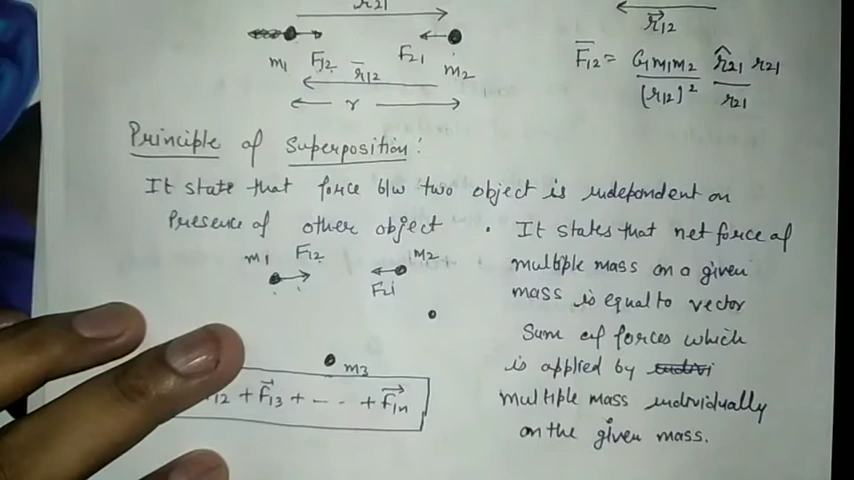 r21
m1 F12 F21 m2
r12
r
r12
F12 = G m1m2 r̂21 r21
(r12)² r21
Principle of Superposition:
It state that force b/w two object is independent on
Presence of other object
m1 F12 m2
F21
m3
12 + F13 + - - - + F1n
. It states that net force of
multiple mass on a given
mass is equal to vector
Sum of forces which
is applied by
multiple mass individually
on the given mass.